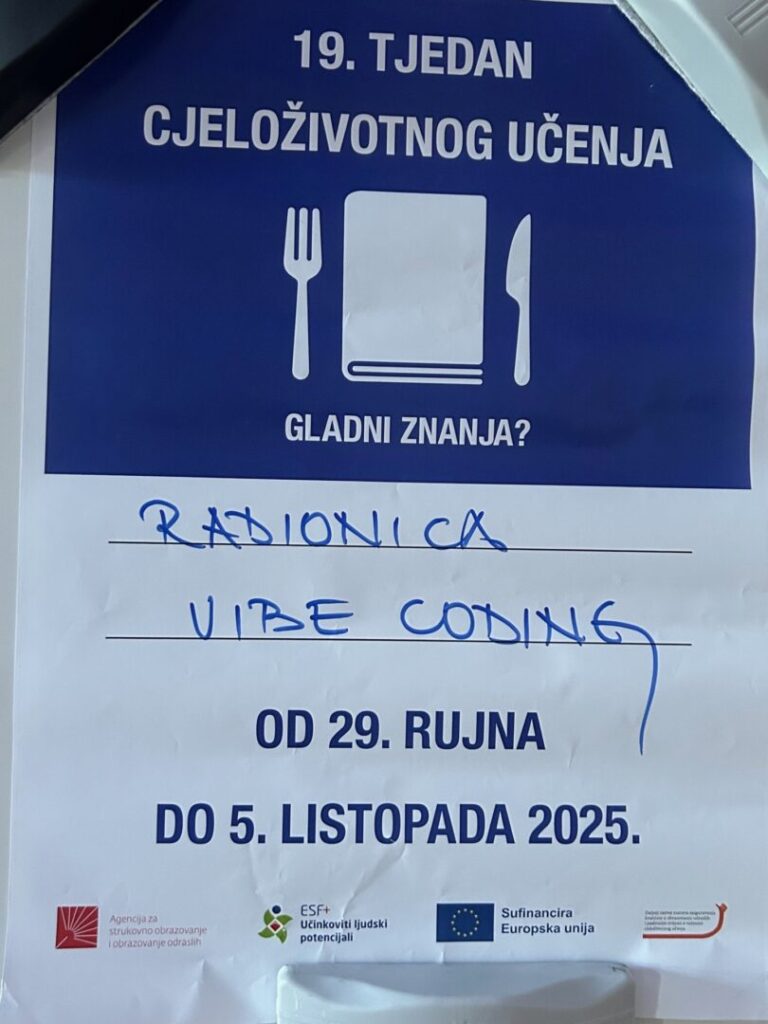 19. TJEDAN
CJELOŽIVOTNOG UČENJA
GLADNI ZNANJA?
RADIONICA
VIBE CODING
OD 29. RUJNA
DO 5. LISTOPADA 2025.
Agencija za
strukovno obrazovanje
i obrazovanje odraslih
ESF+
Učinkoviti ljudski
potencijali
Sufinancira
Europska unija